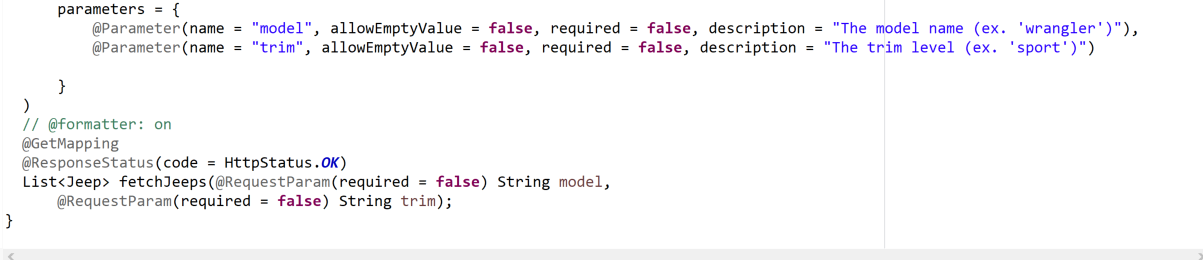 parameters = {
@Parameter(name = "model", allowEmptyValue = false, required = false, description = "The model name (ex. 'wrangler')"),
@Parameter(name = "trim", allowEmptyValue = false, required = false, description = "The trim level (ex. 'sport')")
}
)
// @formatter: on
@GetMapping
@ResponseStatus(code = HttpStatus.OK)
List<Jeep> fetchJeeps(@RequestParam(required = false) String model,
@RequestParam(required = false) String trim);
}